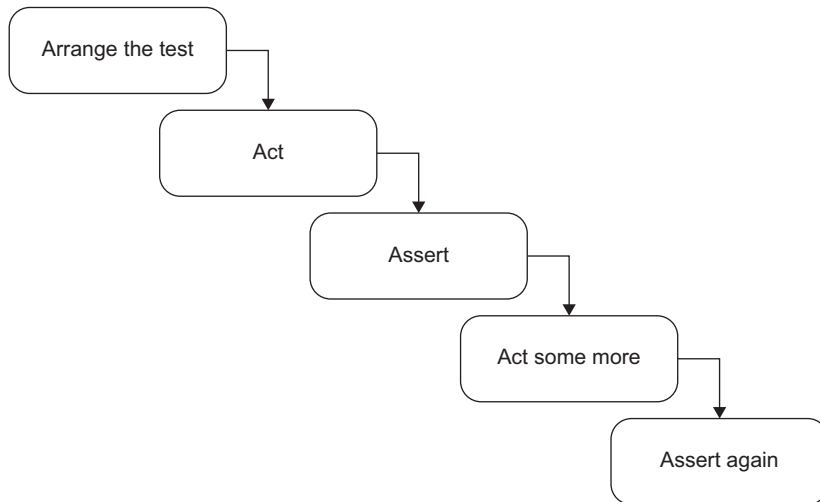 Arrange the test
Act
Assert
Act some more
Assert again